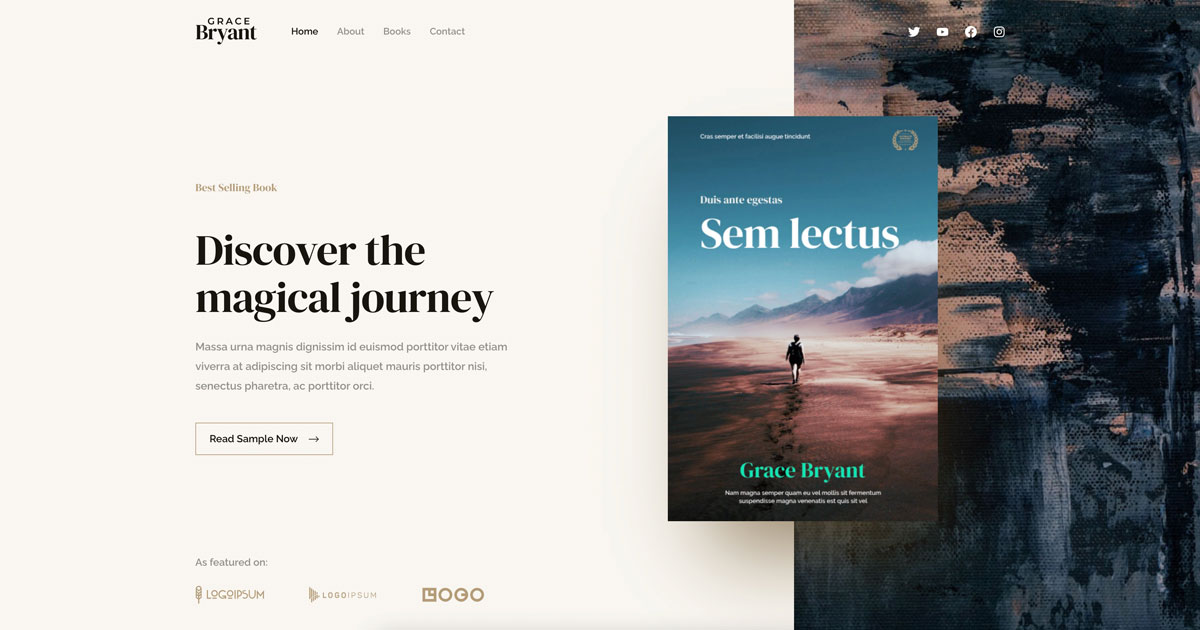 GRACE
Bryant
Home About Books Contact
Best Selling Book
Discover the
magical journey
Massa urna magnis dignissim id euismod porttitor vitae etiam
viverra at adipiscing sit morbi aliquet mauris porttitor nisi,
senectus pharetra, ac porttitor orci.
Read Sample Now →
As featured on:
LOGOIPSUM
LOGOIPSUM
LOGO
Cras semper et facilisi augue tincidunt
Duis ante egestas
Sem lectus
Grace Bryant
Nam magna semper quam eu vel mollis sit fermentum
suspendisse magna venenatis est quis sit vel